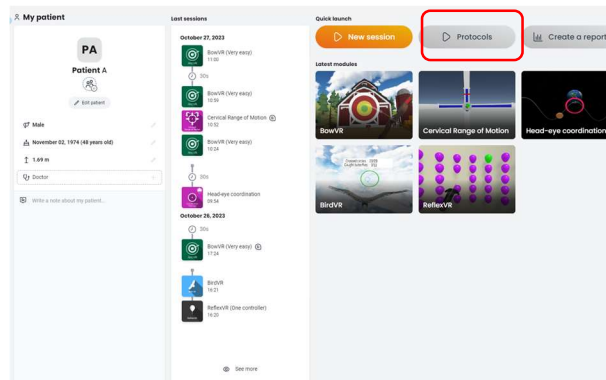 My patient
PA
Patient A
Edit patient
Male
November 02, 1974 (48 years old)
1.69 m
Doctor
Write a note about my patient...
Last sessions
October 27, 2023
BowVR (Very easy)
11:00
30s
BowVR (Very easy)
10:59
Cervical Range of Motion
10:52
BowVR (Very easy)
10:24
30s
Head-eye coordination
09:54
October 26, 2023
30s
BowVR (Very easy)
17:24
BirdVR
16:21
ReflexVR (One controller)
16:20
See more
Quick launch
New session
Protocols
Create a report
Latest modules
BowVR
Cervical Range of Motion
Head-eye coordination
BirdVR
ReflexVR